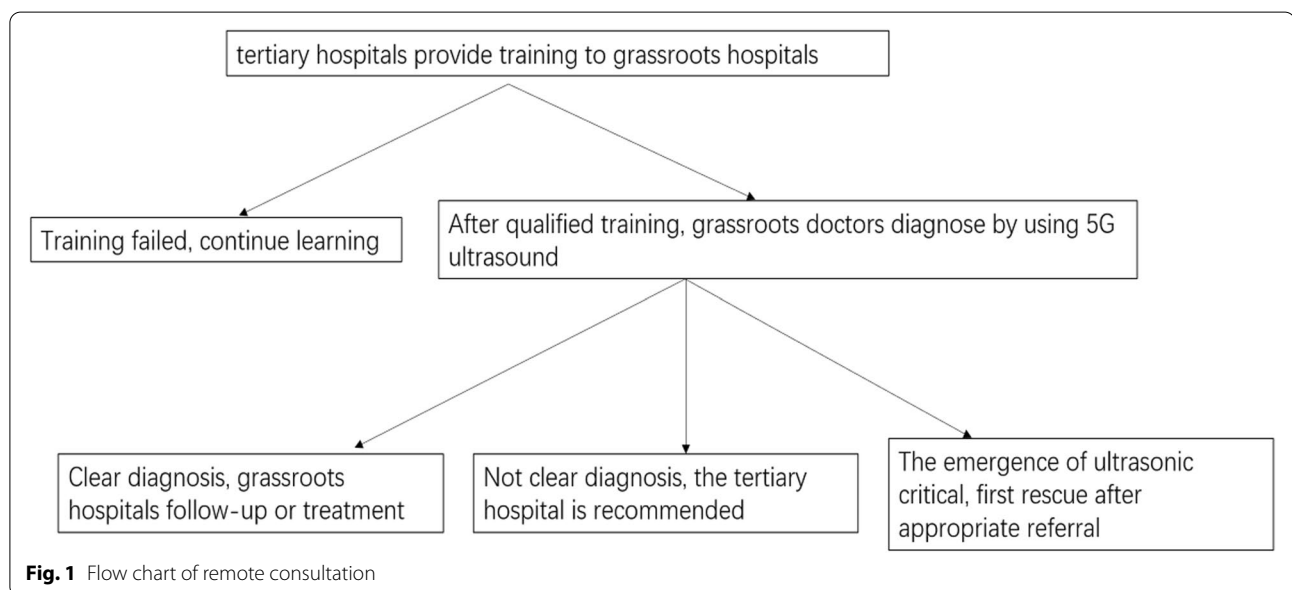 tertiary hospitals provide training to grassroots hospitals
Training failed, continue learning
After qualified training, grassroots doctors diagnose by using 5G
ultrasound
Clear diagnosis, grassroots
hospitals follow-up or treatment
Not clear diagnosis, the tertiary
hospital is recommended
The emergence of ultrasonic
critical, first rescue after
appropriate referral
Fig. 1 Flow chart of remote consultation